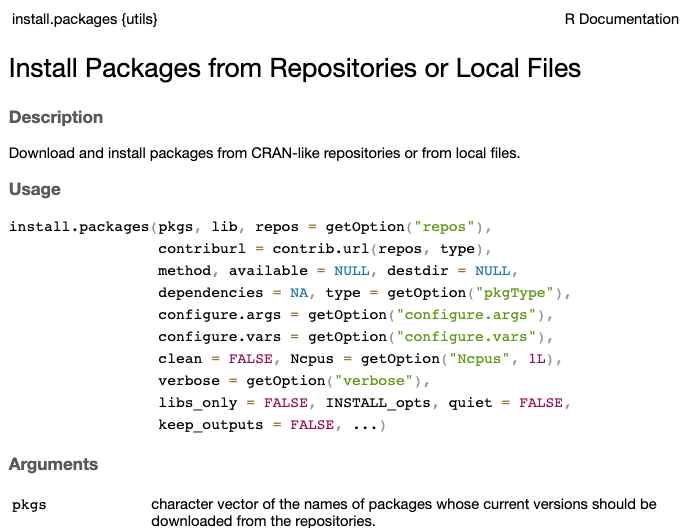 install.packages {utils} R Documentation
Install Packages from Repositories or Local Files
Description
Download and install packages from CRAN-like repositories or from local files.
Usage
install.packages(pkgs, lib, repos = getOption("repos"),
                 contriburl = contrib.url(repos, type),
                 method, available = NULL, destdir = NULL,
                 dependencies = NA, type = getOption("pkgType"),
                 configure.args = getOption("configure.args"),
                 configure.vars = getOption("configure.vars"),
                 clean = FALSE, Ncpus = getOption("Ncpus", 1L),
                 verbose = getOption("verbose"),
                 libs_only = FALSE, INSTALL_opts, quiet = FALSE,
                 keep_outputs = FALSE, ...)
Arguments
pkgs character vector of the names of packages whose current versions should be
downloaded from the repositories.